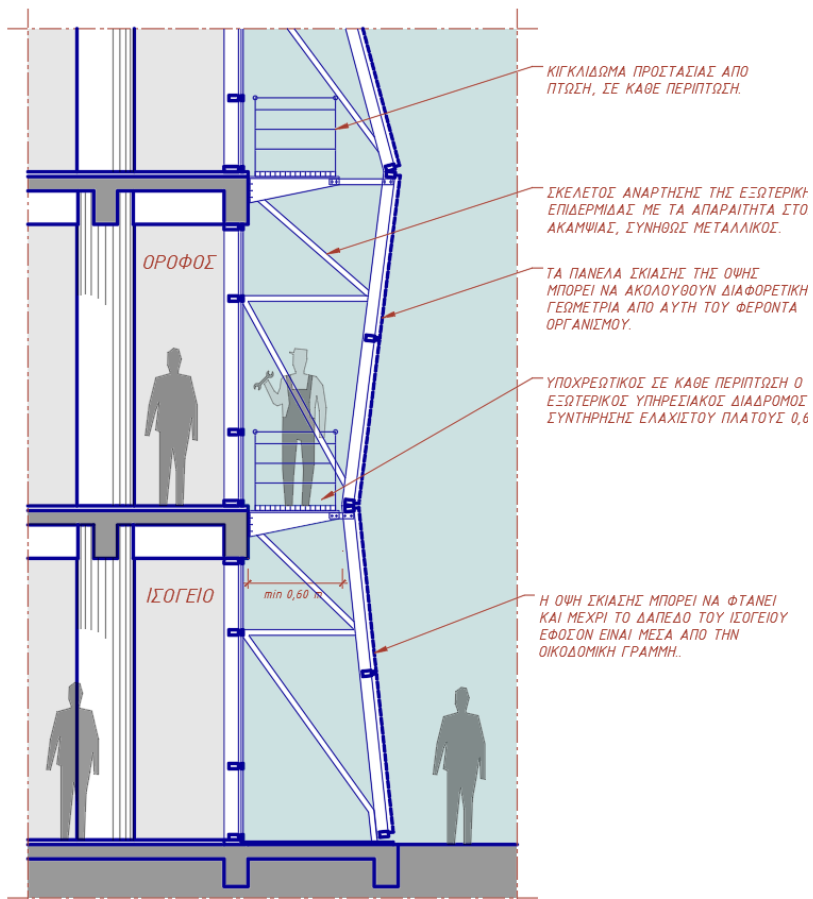 ΚΙΓΚΛΙΔΩΜΑ ΠΡΟΣΤΑΣΙΑΣ ΑΠΟ
ΠΤΩΣΗ, ΣΕ ΚΑΘΕ ΠΕΡΙΠΤΩΣΗ.
ΣΚΕΛΕΤΟΣ ΑΝΑΡΤΗΣΗΣ ΤΗΣ ΕΞΩΤΕΡΙΚΗ
ΕΠΙΔΕΡΜΙΔΑΣ ΜΕ ΤΑ ΑΠΑΡΑΙΤΗΤΑ ΣΤΟ
ΑΚΑΜΨΙΑΣ, ΣΥΝΗΘΩΣ ΜΕΤΑΛΛΙΚΟΣ.
ΟΡΟΦΟΣ
ΤΑ ΠΑΝΕΛΑ ΣΚΙΑΣΗΣ ΤΗΣ ΟΨΗΣ
ΜΠΟΡΕΙ ΝΑ ΑΚΟΛΟΥΘΟΥΝ ΔΙΑΦΟΡΕΤΙΚΗ
ΓΕΩΜΕΤΡΙΑ ΑΠΟ ΑΥΤΗ ΤΟΥ ΦΕΡΟΝΤΑ
ΟΡΓΑΝΙΣΜΟΥ.
ΥΠΟΧΡΕΩΤΙΚΟΣ ΣΕ ΚΑΘΕ ΠΕΡΙΠΤΩΣΗ Ο
ΕΞΩΤΕΡΙΚΟΣ ΥΠΗΡΕΣΙΑΚΟΣ ΔΙΑΔΡΟΜΟΣ
ΣΥΝΤΗΡΗΣΗΣ ΕΛΑΧΙΣΤΟΥ ΠΛΑΤΟΥΣ 0,6
ΙΣΟΓΕΙΟ
min 0,60 m
Η ΟΨΗ ΣΚΙΑΣΗΣ ΜΠΟΡΕΙ ΝΑ ΦΤΑΝΕΙ
ΚΑΙ ΜΕΧΡΙ ΤΟ ΔΑΠΕΔΟ ΤΟΥ ΙΣΟΓΕΙΟΥ
ΕΦΟΣΟΝ ΕΙΝΑΙ ΜΕΣΑ ΑΠΟ ΤΗΝ
ΟΙΚΟΔΟΜΙΚΗ ΓΡΑΜΜΗ..